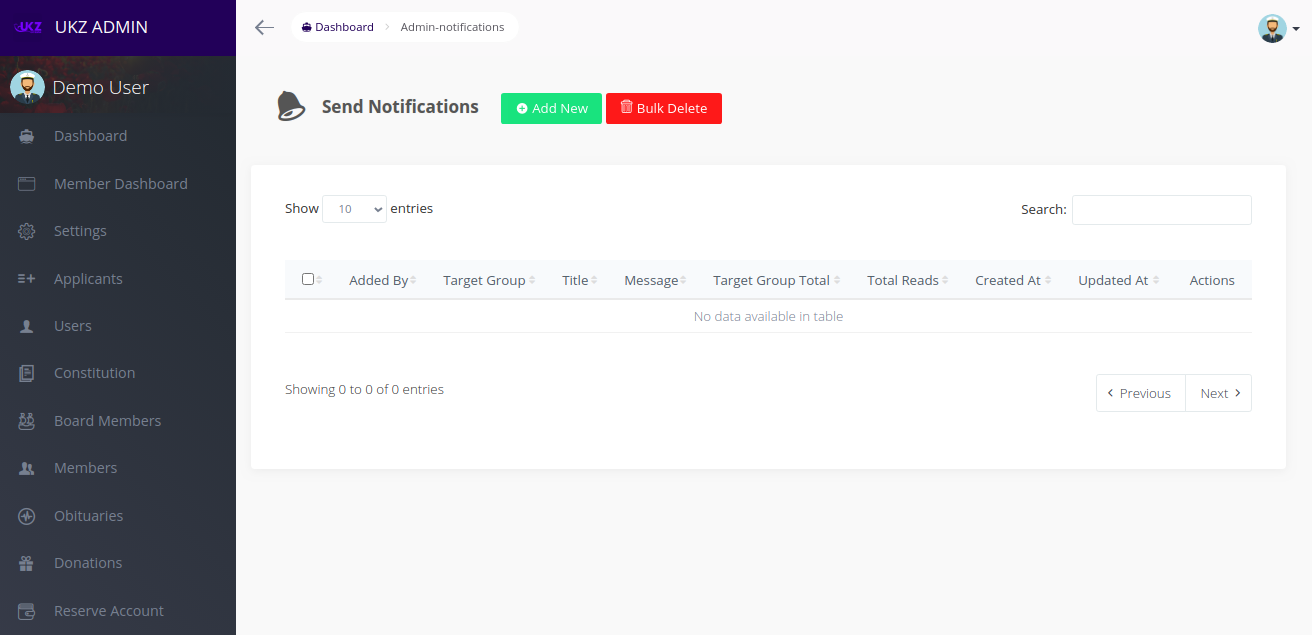 UKZ UKZ ADMIN
Demo User
Dashboard
Member Dashboard
Settings
Applicants
Users
Constitution
Board Members
Members
Obituaries
Donations
Reserve Account
Dashboard Admin-notifications
Send Notifications Add New Bulk Delete
Show 10 entries Search:
Added By Target Group Title Message Target Group Total Total Reads Created At Updated At Actions
No data available in table
Showing 0 to 0 of 0 entries Previous Next